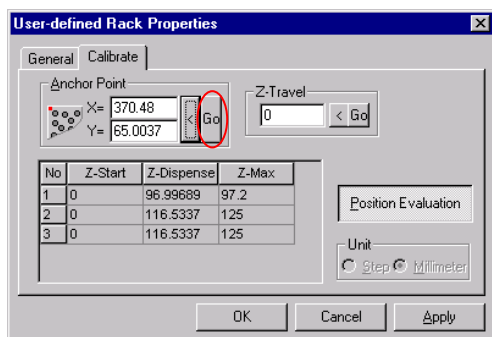 User-defined Rack Properties
General Calibrate
Anchor Point
X= 370.48
Y= 65.0037
< Go
Z-Travel
0 < Go
No Z-Start Z-Dispense Z-Max
1 0 96.99689 97.2
2 0 116.5337 125
3 0 116.5337 125
Position Evaluation
Unit
Step Millimeter
OK Cancel Apply